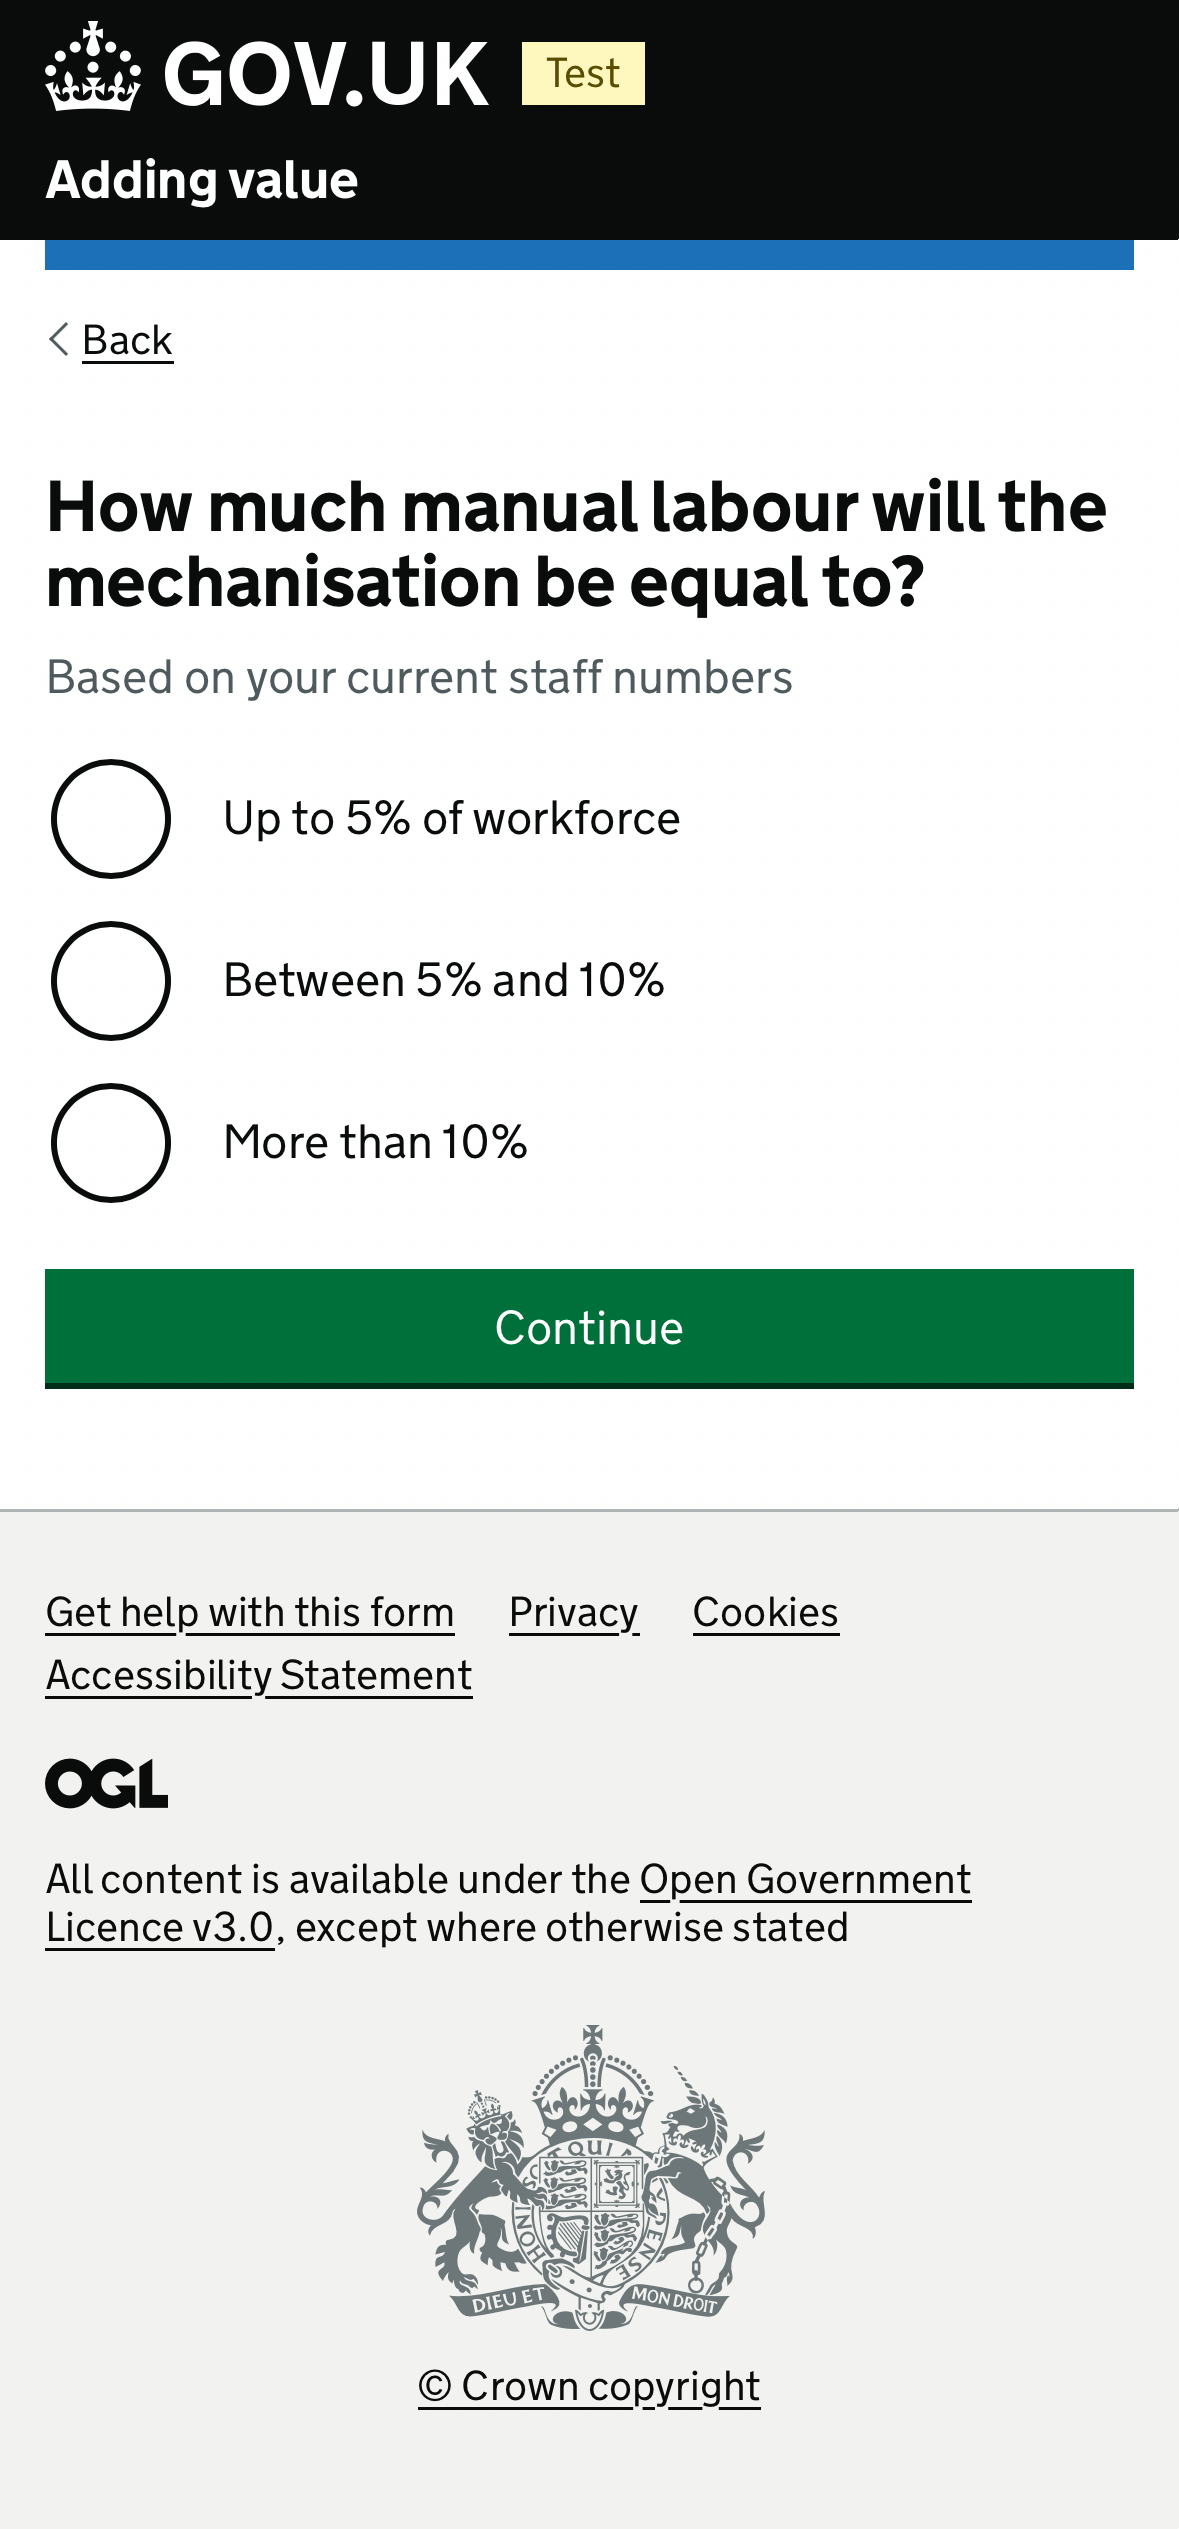 GOV.UK Test
Adding value
Back
How much manual labour will the
mechanisation be equal to?
Based on your current staff numbers
Up to 5% of workforce
Between 5% and 10%
More than 10%
Continue
Get help with this form Privacy Cookies
Accessibility Statement
OGL
All content is available under the Open Government
Licence v3.0, except where otherwise stated
DIEU ET MON DROIT
© Crown copyright